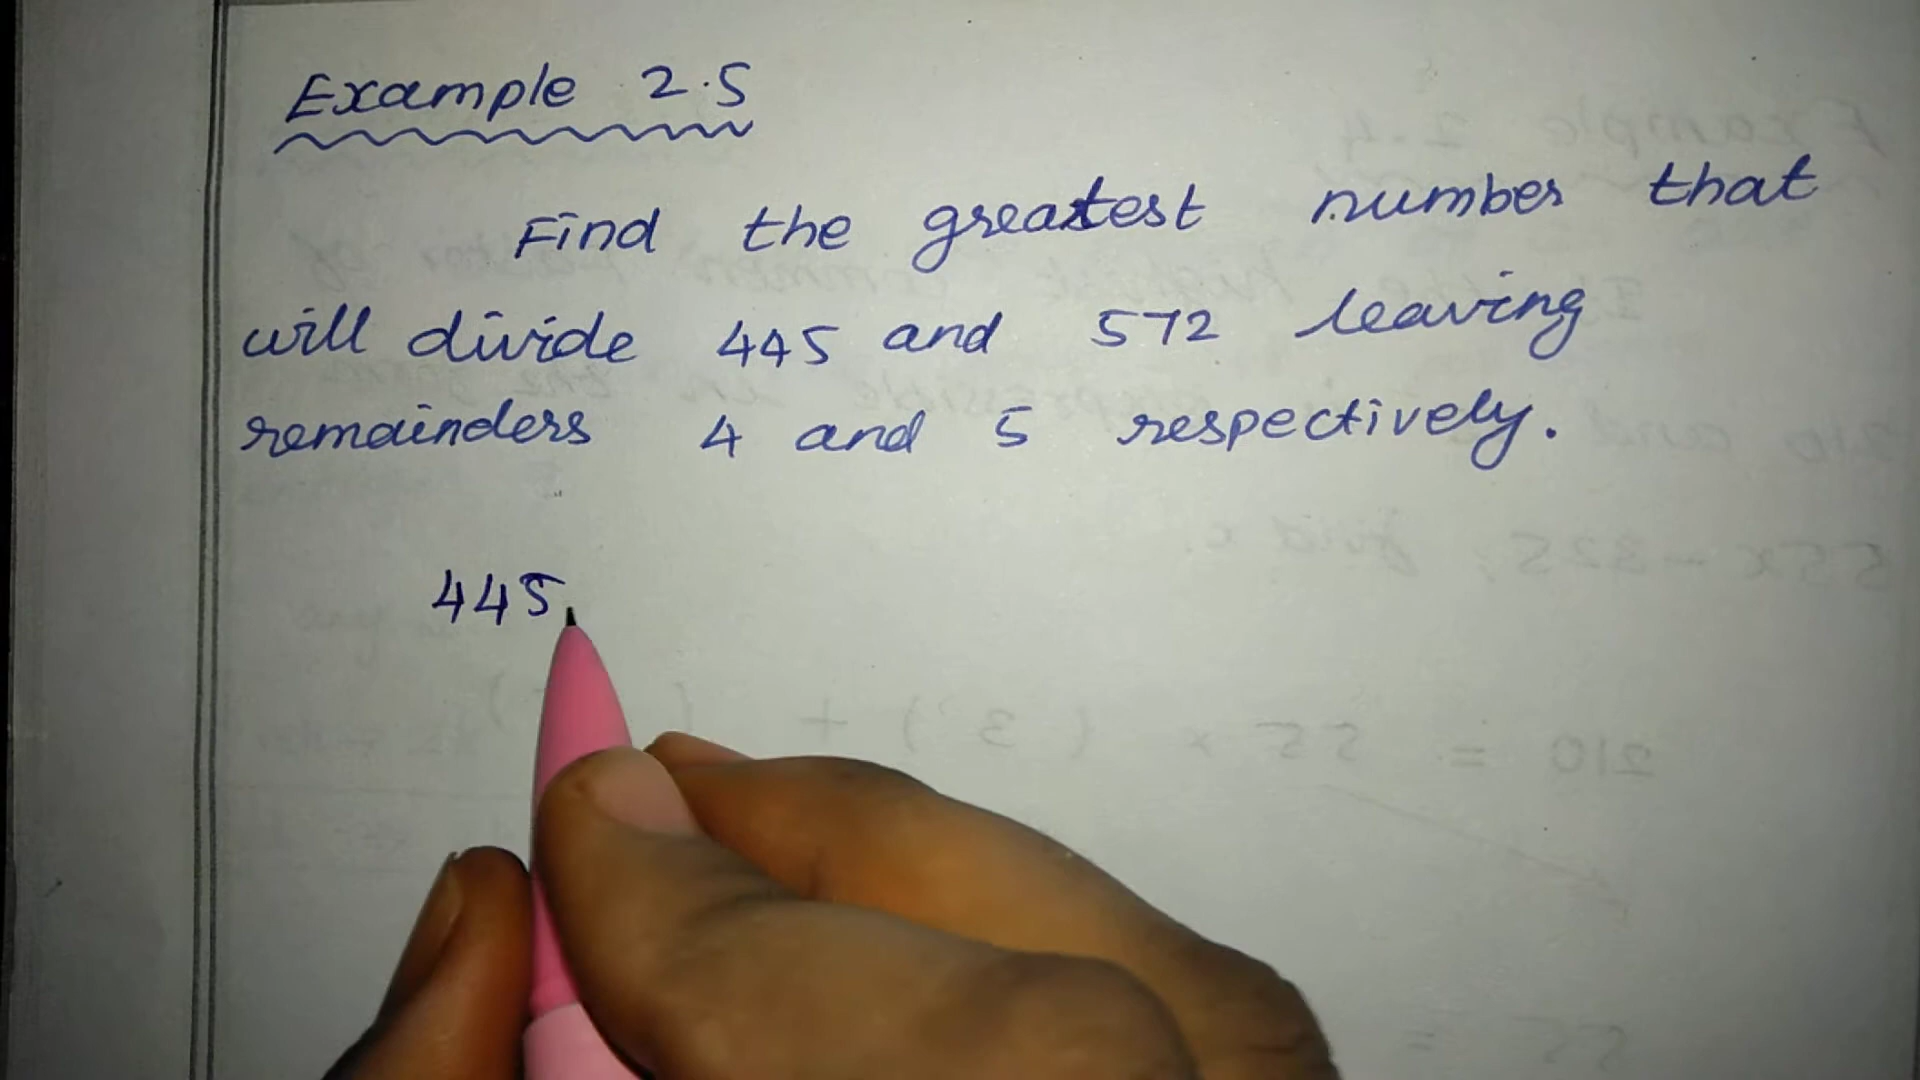 Example 2.5
Find the greatest number that
will divide 445 and 572 leaving
remainders 4 and 5 respectively.
445